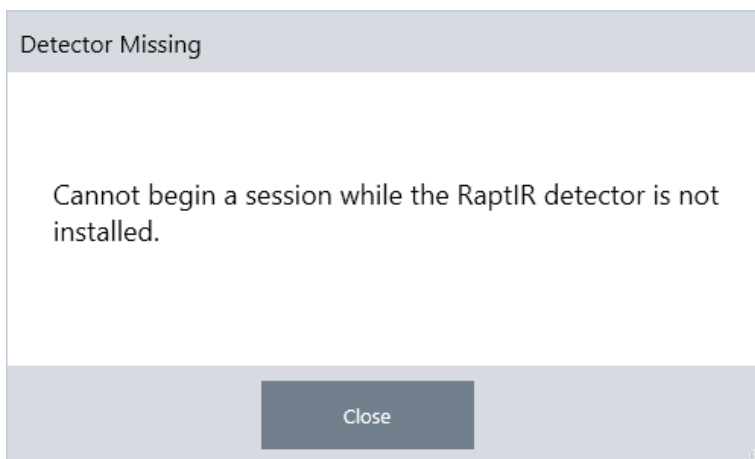 Detector Missing
Cannot begin a session while the RaptIR detector is not
installed.
Close